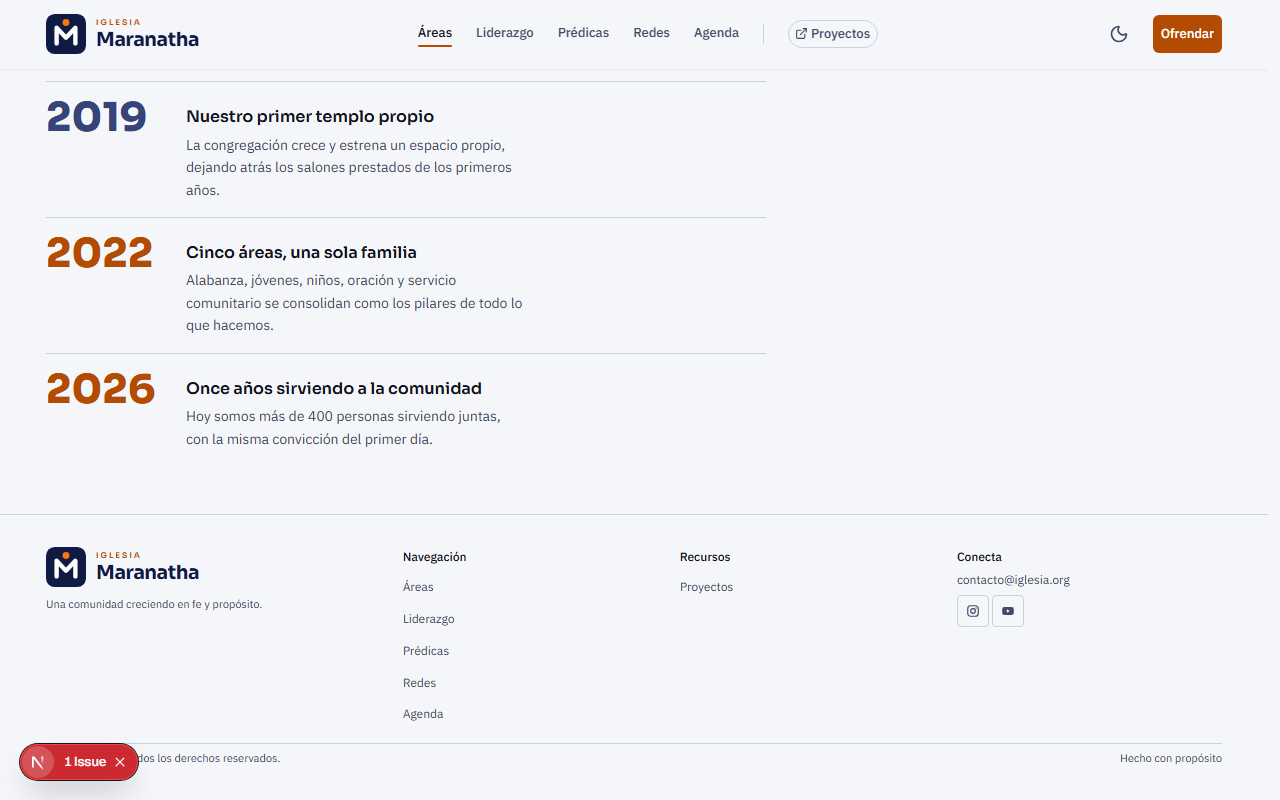 IGLESIA
Maranatha
Áreas
Liderazgo
Prédicas
Redes
Agenda
Proyectos
Ofrendar
2019
Nuestro primer templo propio
La congregación crece y estrena un espacio propio,
dejando atrás los salones prestados de los primeros
años.
2022
Cinco áreas, una sola familia
Alabanza, jóvenes, niños, oración y servicio
comunitario se consolidan como los pilares de todo lo
que hacemos.
2026
Once años sirviendo a la comunidad
Hoy somos más de 400 personas sirviendo juntas,
con la misma convicción del primer día.
IGLESIA
Maranatha
Una comunidad creciendo en fe y propósito.
Navegación
Áreas
Liderazgo
Prédicas
Redes
Agenda
Recursos
Proyectos
Conecta
contacto@iglesia.org
N 1 Issue
los derechos reservados.
Hecho con propósito